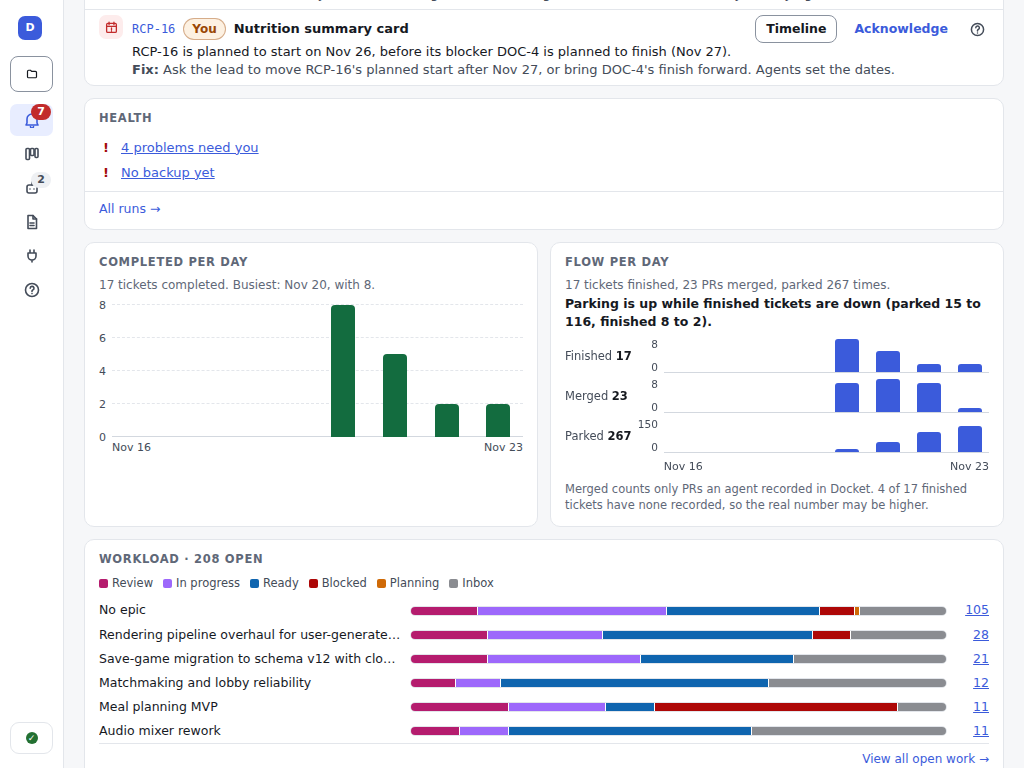 D
7
2
RCP-16 You Nutrition summary card Timeline Acknowledge
RCP-16 is planned to start on Nov 26, before its blocker DOC-4 is planned to finish (Nov 27).
Fix: Ask the lead to move RCP-16's planned start after Nov 27, or bring DOC-4's finish forward. Agents set the dates.
HEALTH
! 4 problems need you
! No backup yet
All runs →
COMPLETED PER DAY
17 tickets completed. Busiest: Nov 20, with 8.
8
6
4
2
0
Nov 16 Nov 23
FLOW PER DAY
17 tickets finished, 23 PRs merged, parked 267 times.
Parking is up while finished tickets are down (parked 15 to
116, finished 8 to 2).
Finished 17 8 0
Merged 23 8 0
Parked 267 150 0
Nov 16 Nov 23
Merged counts only PRs an agent recorded in Docket. 4 of 17 finished
tickets have none recorded, so the real number may be higher.
WORKLOAD · 208 OPEN
Review In progress Ready Blocked Planning Inbox
No epic 105
Rendering pipeline overhaul for user-generate... 28
Save-game migration to schema v12 with clo... 21
Matchmaking and lobby reliability 12
Meal planning MVP 11
Audio mixer rework 11
View all open work →